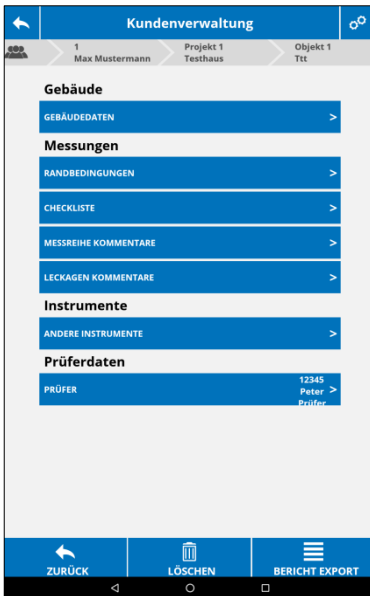 Kundenverwaltung
1
Max Mustermann
Projekt 1
Testhaus
Objekt 1
Ttt
Gebäude
GEBÄUDEDATEN >
Messungen
RANDBEDINGUNGEN >
CHECKLISTE >
MESSREIHE KOMMENTARE >
LECKAGEN KOMMENTARE >
Instrumente
ANDERE INSTRUMENTE >
Prüferdaten
PRÜFER
12345
Peter >
Prüfer
ZURÜCK
LÖSCHEN
BERICHT EXPORT